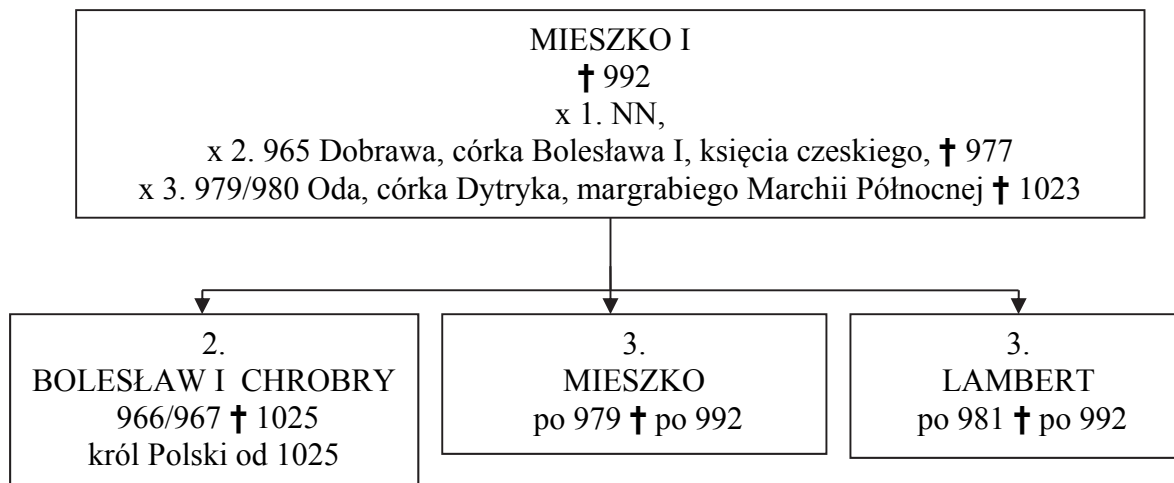 MIESZKO I
✝ 992
x 1. NN,
x 2. 965 Dobrawa, córka Bolesława I, księcia czeskiego, ✝ 977
x 3. 979/980 Oda, córka Dytryka, margrabiego Marchii Północnej ✝ 1023
2.
BOLESŁAW I CHROBRY
966/967 ✝ 1025
król Polski od 1025
3.
MIESZKO
po 979 ✝ po 992
3.
LAMBERT
po 981 ✝ po 992